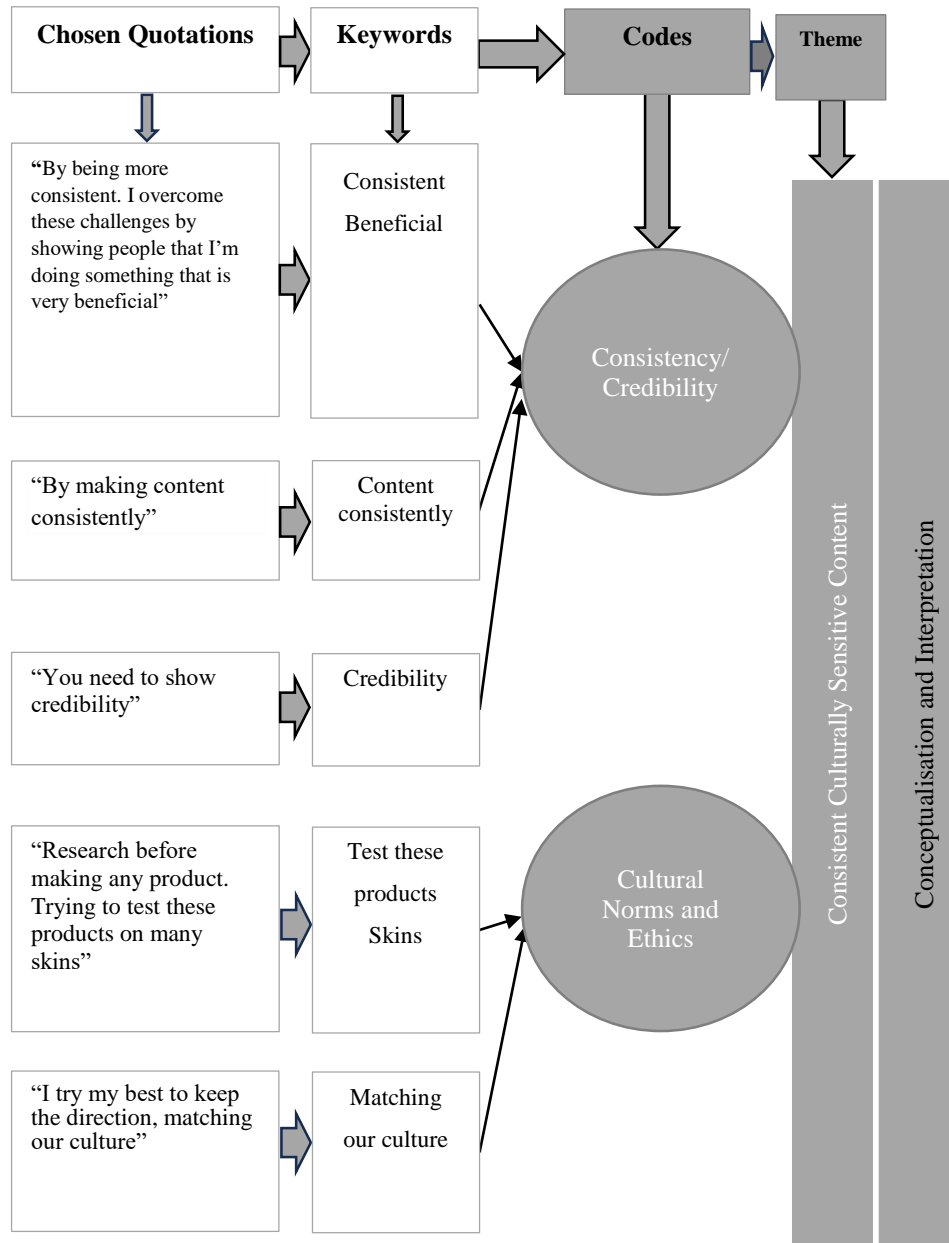 Chosen Quotations
Keywords
Codes
Theme
“By being more
consistent. I overcome
these challenges by
showing people that I’m
doing something that is
very beneficial”
Consistent
Beneficial
Consistency/
Credibility
“By making content
consistently”
Content
consistently
“You need to show
credibility”
Credibility
“Research before
making any product.
Trying to test these
products on many
skins”
Test these
products
Skins
Cultural
Norms and
Ethics
“I try my best to keep
the direction, matching
our culture”
Matching
our culture
Consistent Culturally Sensitive Content
Conceptualisation and Interpretation